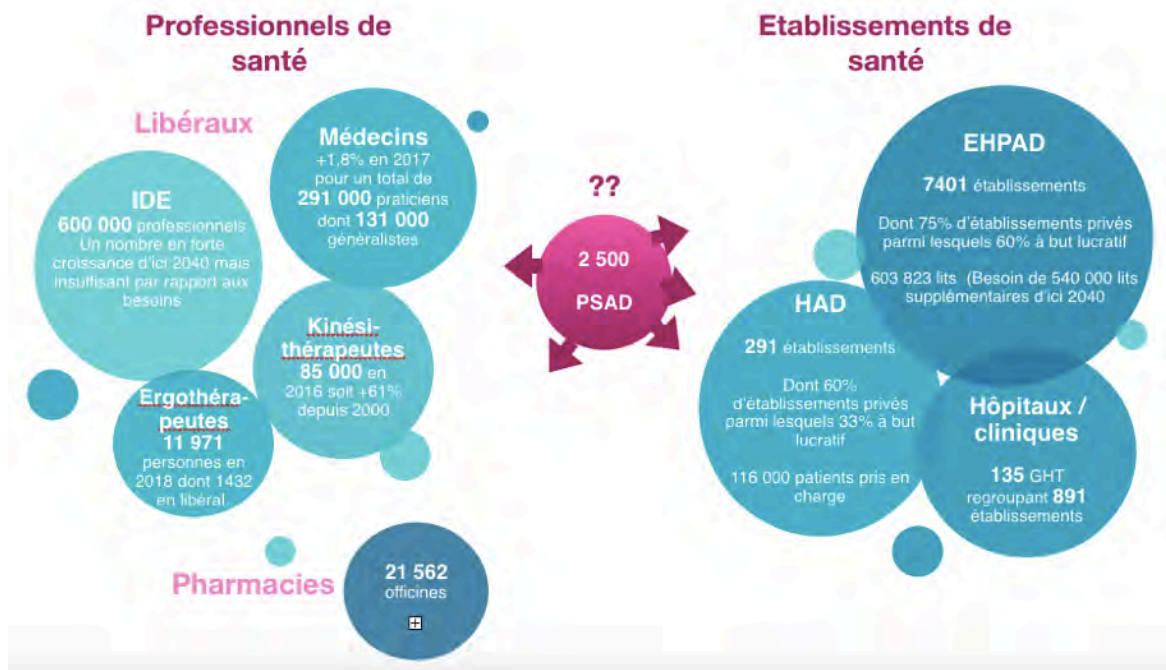 Professionnels de
santé
Libéraux
Médecins
+1,8% en 2017
pour un total de
291 000 praticiens
dont 131 000
généralistes
IDE
600 000 professionnels
Un nombre en forte
croissance d'ici 2040 mais
insuffisant par rapport aux
besoins
Kinési-
thérapeutes
85 000 en
2016 soit +61%
depuis 2000
Ergothéra-
peutes
11 971
personnes en
2018 dont 1432
en libéral
Pharmacies
21 562
officines
??
2 500
PSAD
Etablissements de
santé
EHPAD
7401 établissements
Dont 75% d'établissements privés
parmi lesquels 60% à but lucratif
603 823 lits (Besoin de 540 000 lits
supplémentaires d'ici 2040
HAD
291 établissements
Dont 60%
d'établissements privés
parmi lesquels 33% à but
lucratif
116 000 patients pris en
charge
Hôpitaux /
cliniques
135 GHT
regroupant 891
établissements